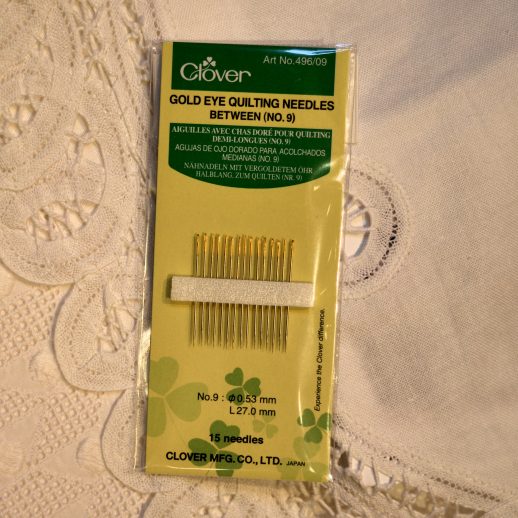 Art No.496/09
Clover
GOLD EYE QUILTING NEEDLES
BETWEEN (NO. 9)
AIGUILLES AVEC CHAS DORÉ POUR QUILTING
DEMI-LONGUES (NO. 9)
AGUJAS DE OJO DORADO PARA ACOLCHADOS
MEDIANAS (NO. 9)
NÄHNADELN MIT VERGOLDETEM ÖHR
HALBLANG, ZUM QUILTEN (NR. 9)
Experience the Clover difference.
No.9 : φ0.53 mm
L 27.0 mm
15 needles
CLOVER MFG. CO., LTD. JAPAN